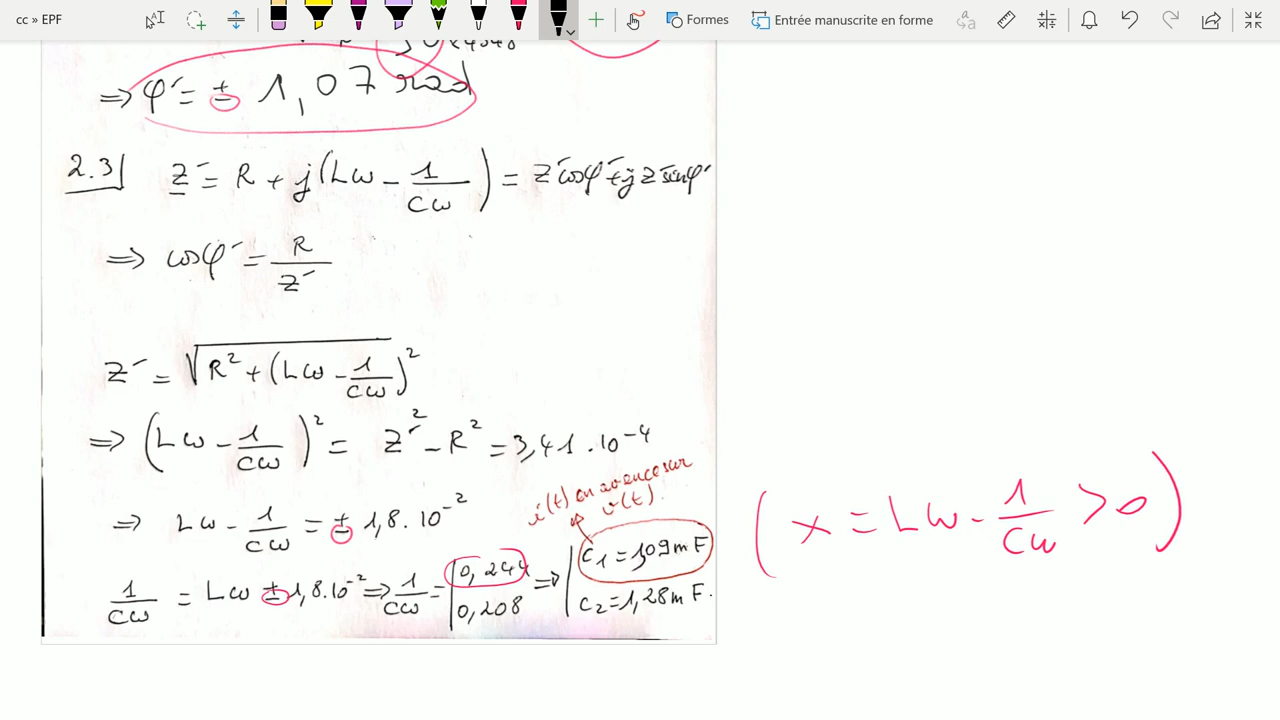 cc » EPF
Formes
Entrée manuscrite en forme
⇒ φ' = ± 1,07 rad
2.3| Z' = R + j(Lω - 1/Cω) = Z'cosφ' + j Z'sinφ'
⇒ cosφ' = R/Z'
Z' = √R² + (Lω - 1/Cω)²
⇒ (Lω - 1/Cω)² = Z'² - R² = 3,41 . 10⁻⁴
i(t) en avance sur
v(t).
⇒ Lω - 1/Cω = ± 1,8 . 10⁻²
1/Cω = Lω ± 1,8.10⁻² ⇒ 1/Cω = | 0,244 ⇒ | C₁ = 1,09 mF
0,208 C₂ = 1,28 mF.
(X = Lω - 1/Cω > 0)